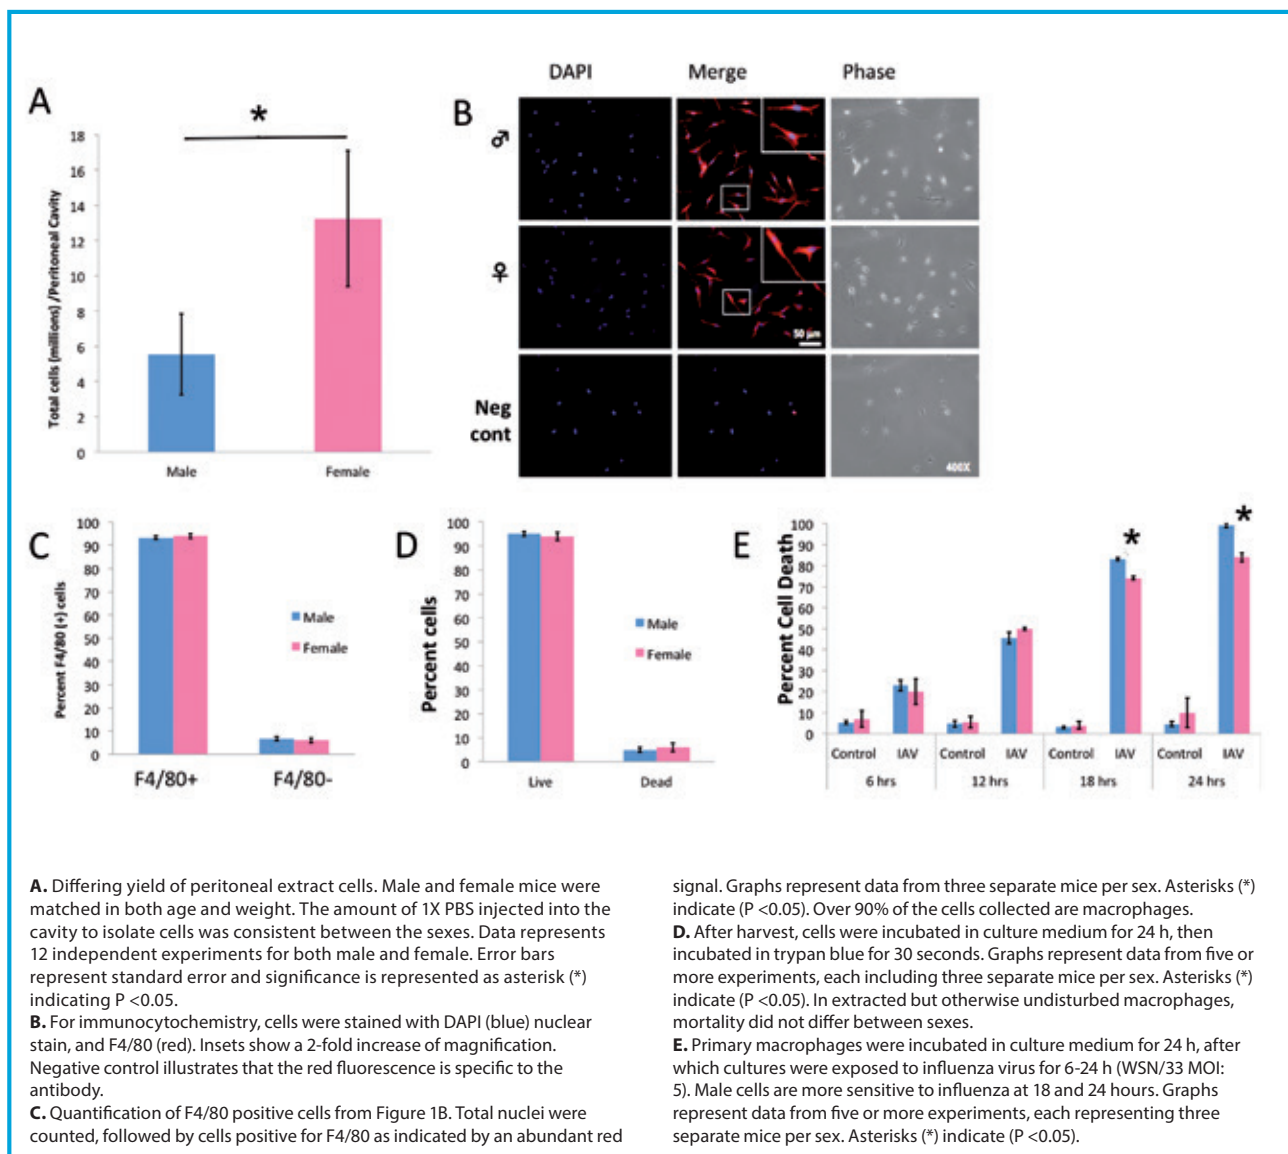 A
*
Total cells (millions) /Peritoneal Cavity
18
16
14
12
10
8
6
4
2
0
Male
Female
B
DAPI
Merge
Phase
♂
♀
50 µm
Neg
cont
400X
C
Percent F4/80 (+) cells
100
90
80
70
60
50
40
30
20
10
0
F4/80+
F4/80-
Male
Female
D
Percent cells
100
90
80
70
60
50
40
30
20
10
0
Live
Dead
Male
Female
E
Percent Cell Death
100
90
80
70
60
50
40
30
20
10
0
*
*
Control IAV Control IAV Control IAV Control IAV
6 hrs 12 hrs 18 hrs 24 hrs
A. Differing yield of peritoneal extract cells. Male and female mice were
matched in both age and weight. The amount of 1X PBS injected into the
cavity to isolate cells was consistent between the sexes. Data represents
12 independent experiments for both male and female. Error bars
represent standard error and significance is represented as asterisk (*)
indicating P <0.05.
B. For immunocytochemistry, cells were stained with DAPI (blue) nuclear
stain, and F4/80 (red). Insets show a 2-fold increase of magnification.
Negative control illustrates that the red fluorescence is specific to the
antibody.
C. Quantification of F4/80 positive cells from Figure 1B. Total nuclei were
counted, followed by cells positive for F4/80 as indicated by an abundant red
signal. Graphs represent data from three separate mice per sex. Asterisks (*)
indicate (P <0.05). Over 90% of the cells collected are macrophages.
D. After harvest, cells were incubated in culture medium for 24 h, then
incubated in trypan blue for 30 seconds. Graphs represent data from five or
more experiments, each including three separate mice per sex. Asterisks (*)
indicate (P <0.05). In extracted but otherwise undisturbed macrophages,
mortality did not differ between sexes.
E. Primary macrophages were incubated in culture medium for 24 h, after
which cultures were exposed to influenza virus for 6-24 h (WSN/33 MOI:
5). Male cells are more sensitive to influenza at 18 and 24 hours. Graphs
represent data from five or more experiments, each representing three
separate mice per sex. Asterisks (*) indicate (P <0.05).